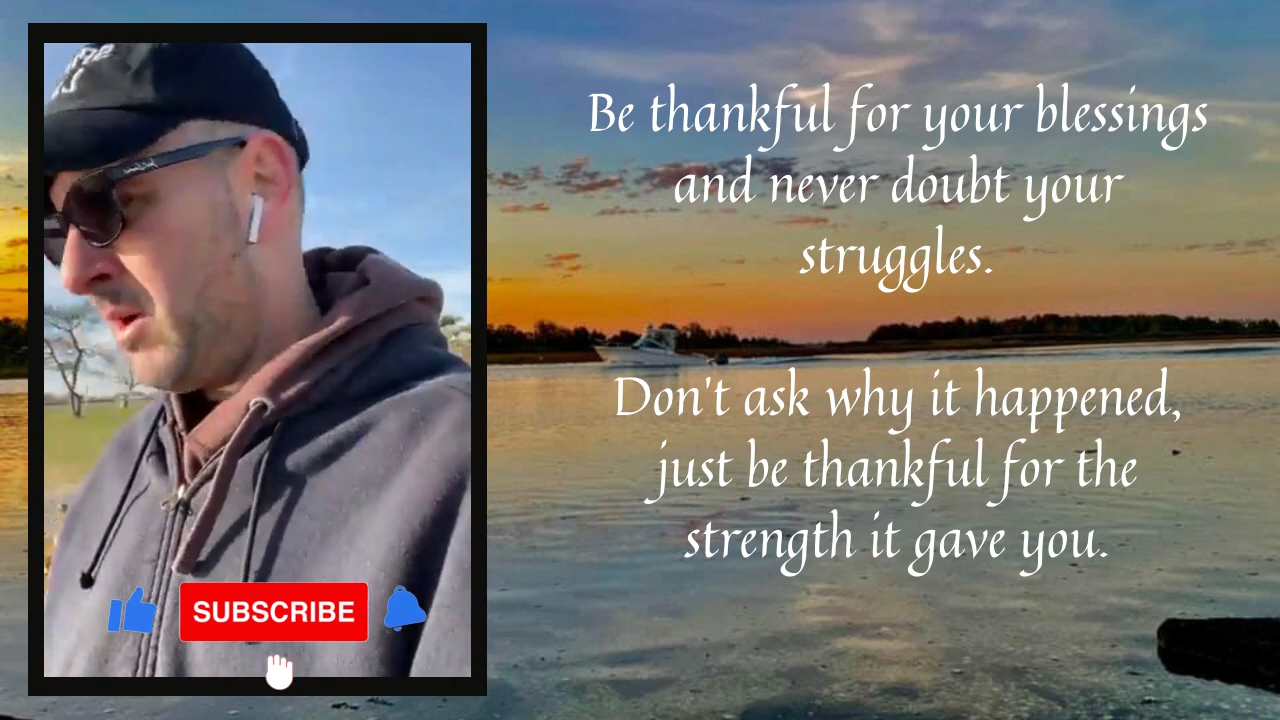 SUBSCRIBE
Be thankful for your blessings
and never doubt your
struggles.
Don't ask why it happened,
just be thankful for the
strength it gave you.